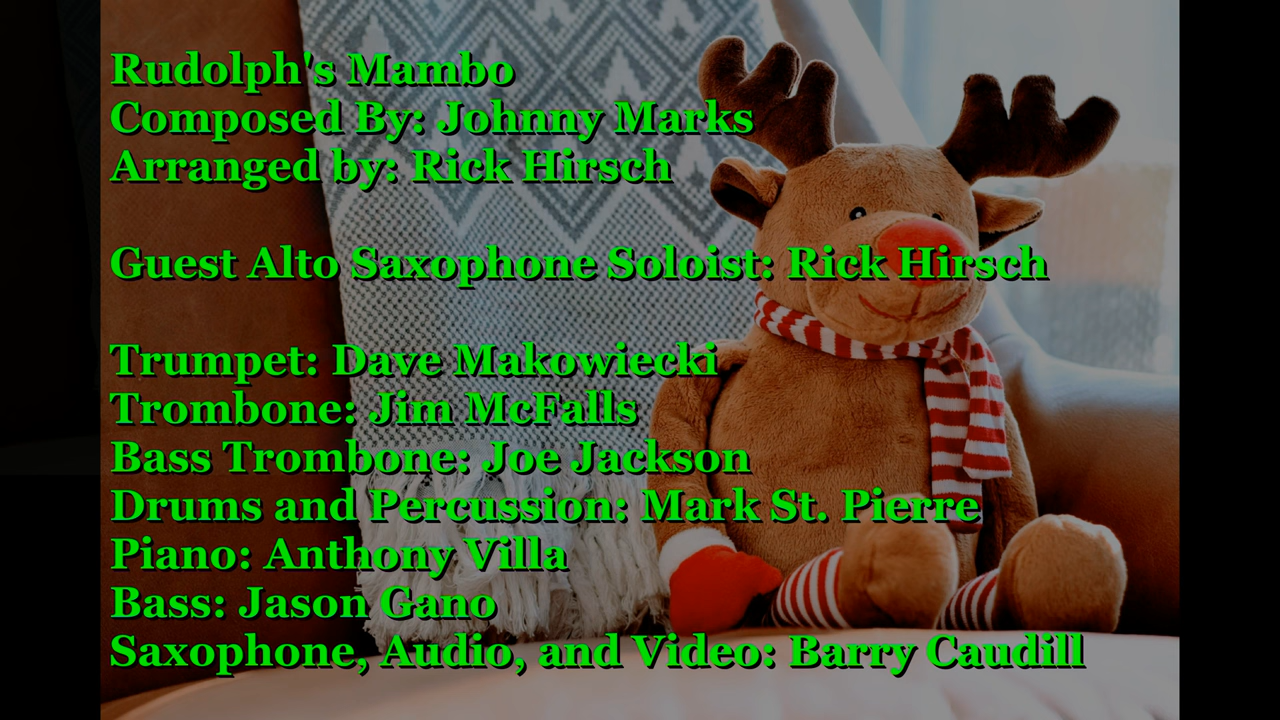 Rudolph's Mambo
Composed By: Johnny Marks
Arranged by: Rick Hirsch
Guest Alto Saxophone Soloist: Rick Hirsch
Trumpet: Dave Makowiecki
Trombone: Jim McFalls
Bass Trombone: Joe Jackson
Drums and Percussion: Mark St. Pierre
Piano: Anthony Villa
Bass: Jason Gano
Saxophone, Audio, and Video: Barry Caudill